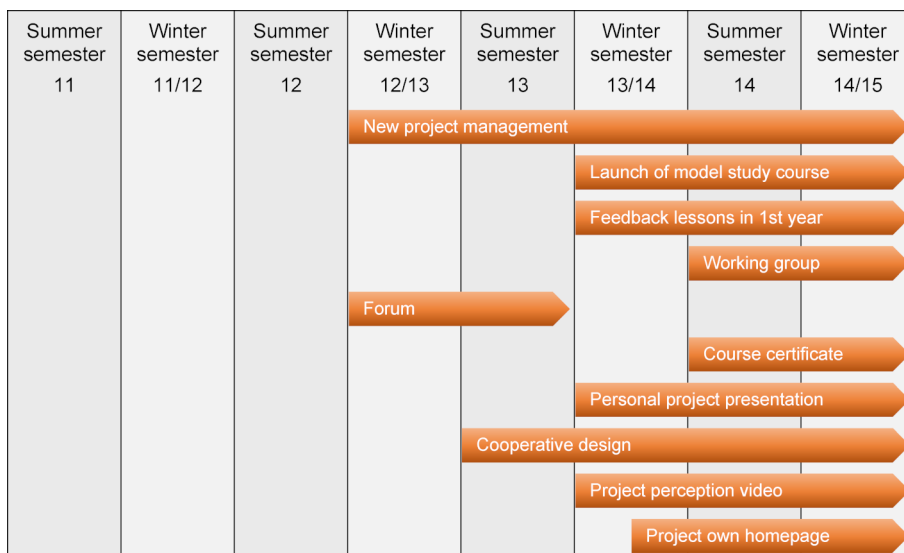 Summer semester 11
Winter semester 11/12
Summer semester 12
Winter semester 12/13
Summer semester 13
Winter semester 13/14
Summer semester 14
Winter semester 14/15
New project management
Launch of model study course
Feedback lessons in 1st year
Working group
Forum
Course certificate
Personal project presentation
Cooperative design
Project perception video
Project own homepage